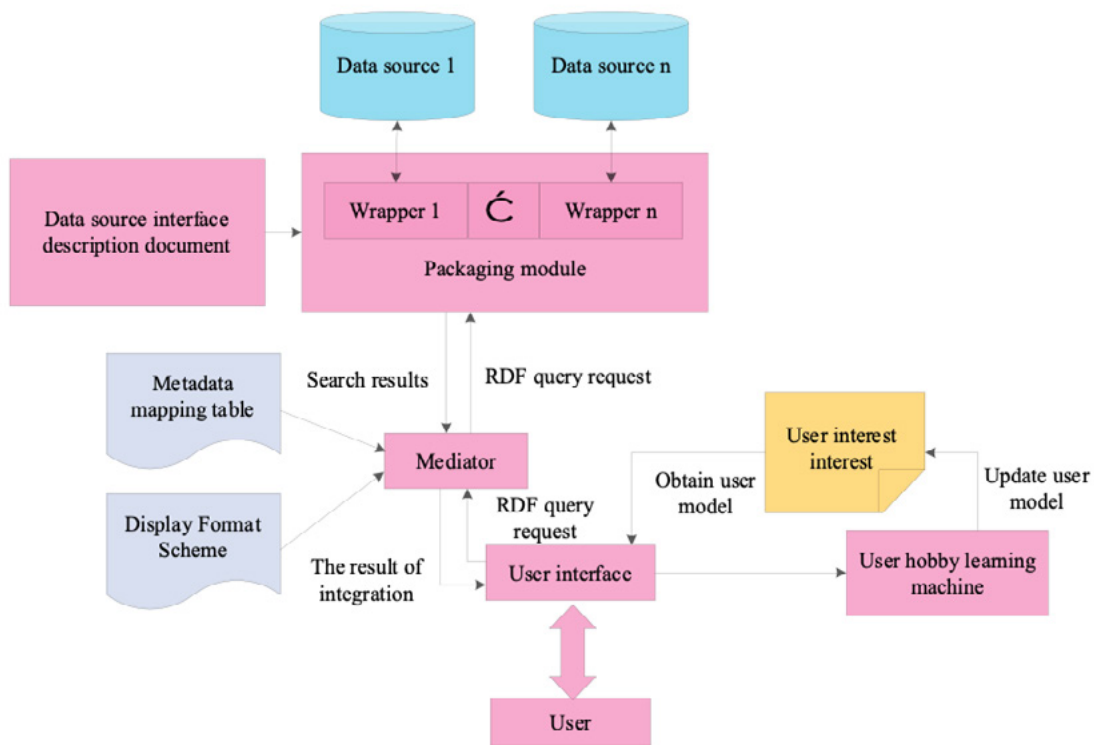 Data source 1
Data source n
Wrapper 1
Ć
Wrapper n
Data source interface
description document
Packaging module
Metadata
mapping table
Search results
RDF query request
User interest
interest
Mediator
Obtain user
model
Update user
model
Display Format
Scheme
RDF query
request
The result of
integration
User interface
User hobby learning
machine
User